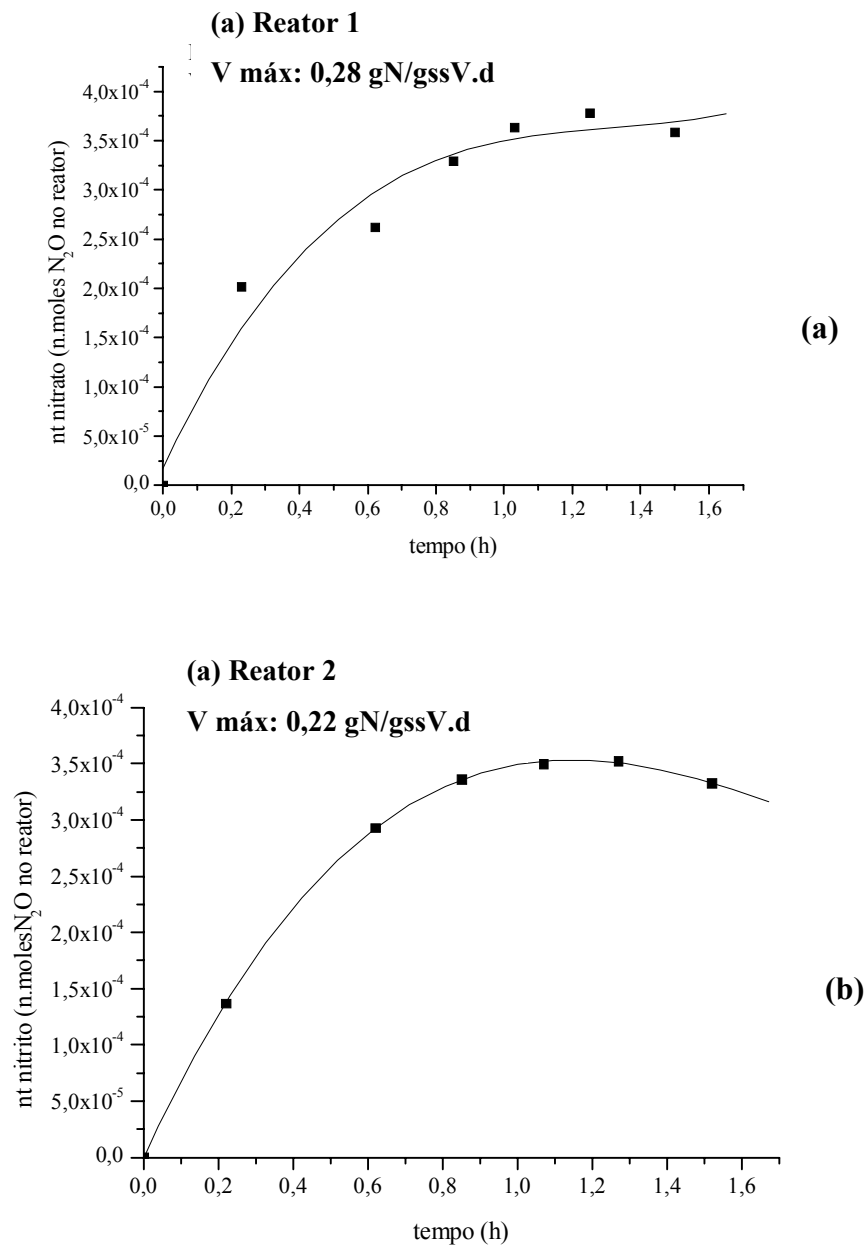 (a) Reator 1
V máx: 0,28 gN/gssV.d
4,0x10⁻⁴
3,5x10⁻⁴
3,0x10⁻⁴
2,5x10⁻⁴
2,0x10⁻⁴
1,5x10⁻⁴
1,0x10⁻⁴
5,0x10⁻⁵
0,0
nt nitrato (n.moles N₂O no reator)
0,0 0,2 0,4 0,6 0,8 1,0 1,2 1,4 1,6
tempo (h)
(a)
(a) Reator 2
V máx: 0,22 gN/gssV.d
4,0x10⁻⁴
3,5x10⁻⁴
3,0x10⁻⁴
2,5x10⁻⁴
2,0x10⁻⁴
1,5x10⁻⁴
1,0x10⁻⁴
5,0x10⁻⁵
0,0
nt nitrito (n.molesN₂O no reator)
0,0 0,2 0,4 0,6 0,8 1,0 1,2 1,4 1,6
tempo (h)
(b)